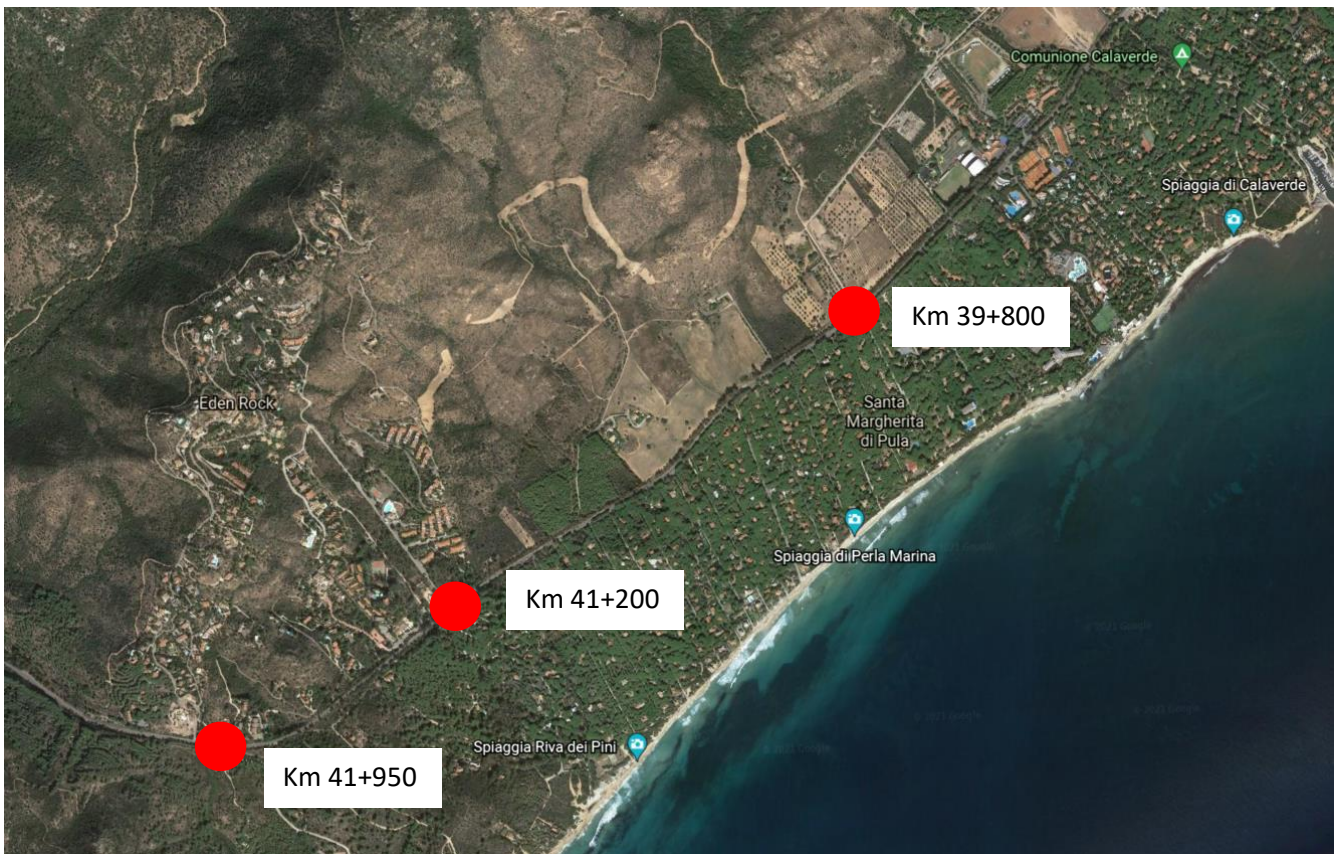 Comunione Calaverde
Spiaggia di Calaverde
Km 39+800
Eden Rock
Santa
Margherita
di Pula
Spiaggia di Perla Marina
Km 41+200
Spiaggia Riva dei Pini
Km 41+950